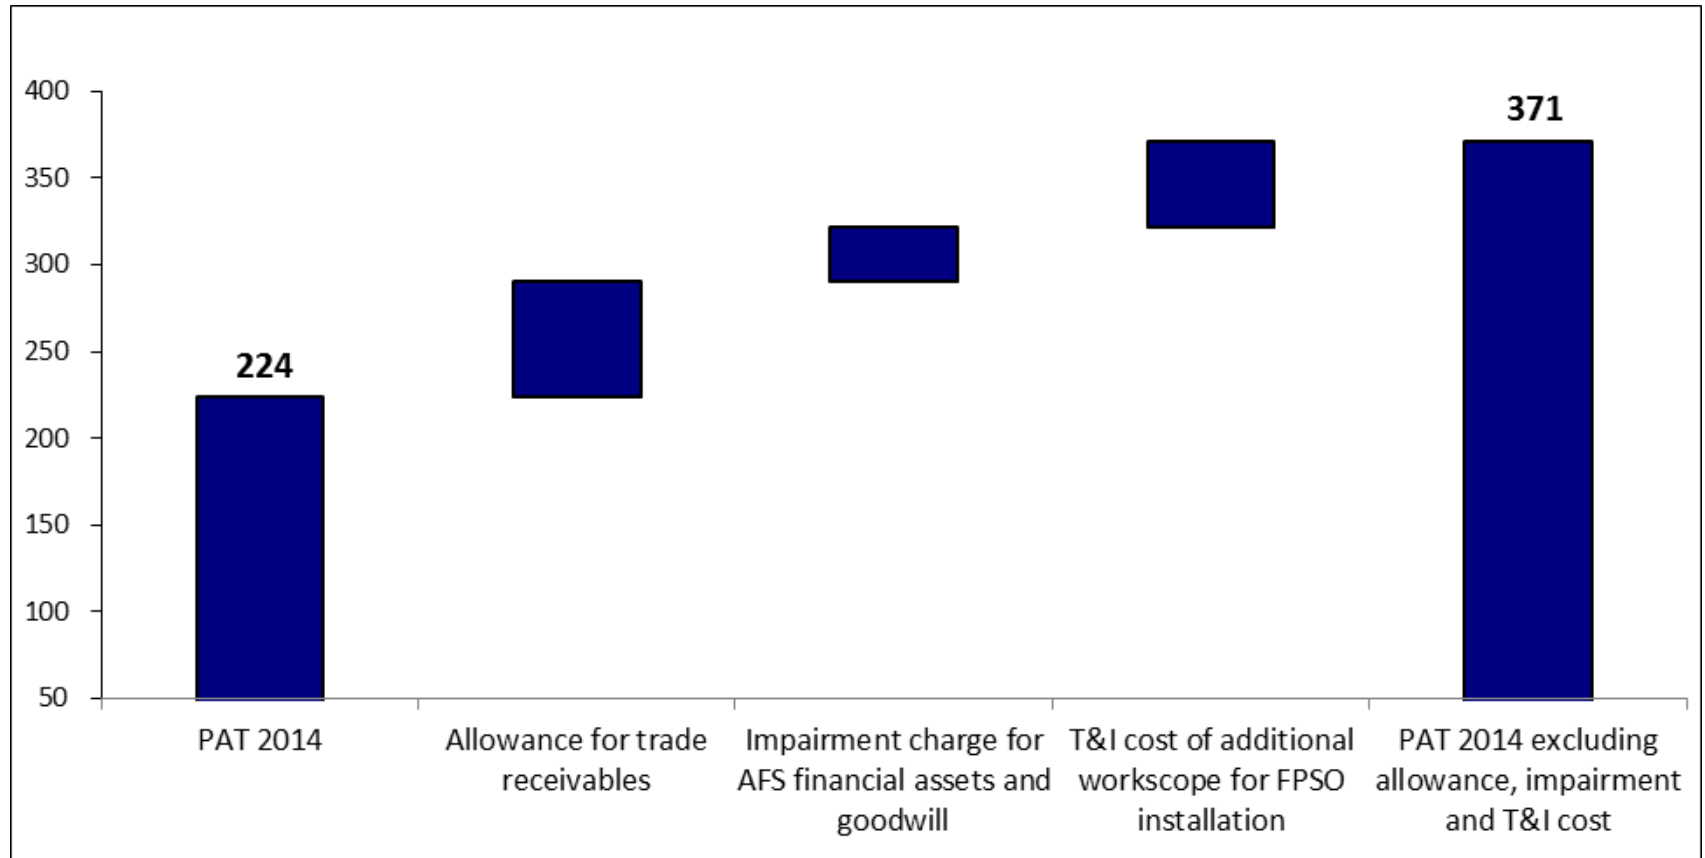 400
371
350
300
250
224
200
150
100
50
PAT 2014
Allowance for trade
receivables
Impairment charge for
AFS financial assets and
goodwill
T&I cost of additional
workscope for FPSO
installation
PAT 2014 excluding
allowance, impairment
and T&I cost